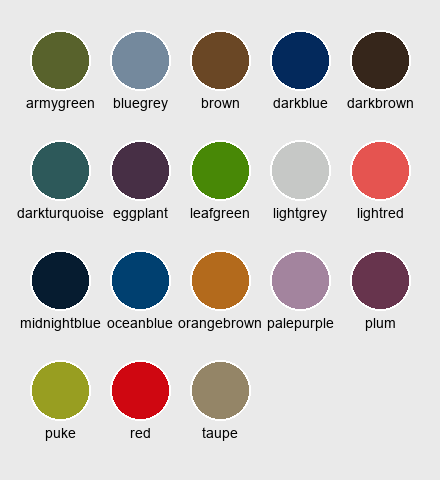 armygreen bluegrey brown darkblue darkbrown
darkturquoise eggplant leafgreen lightgrey lightred
midnightblue oceanblue orangebrown palepurple plum
puke red taupe